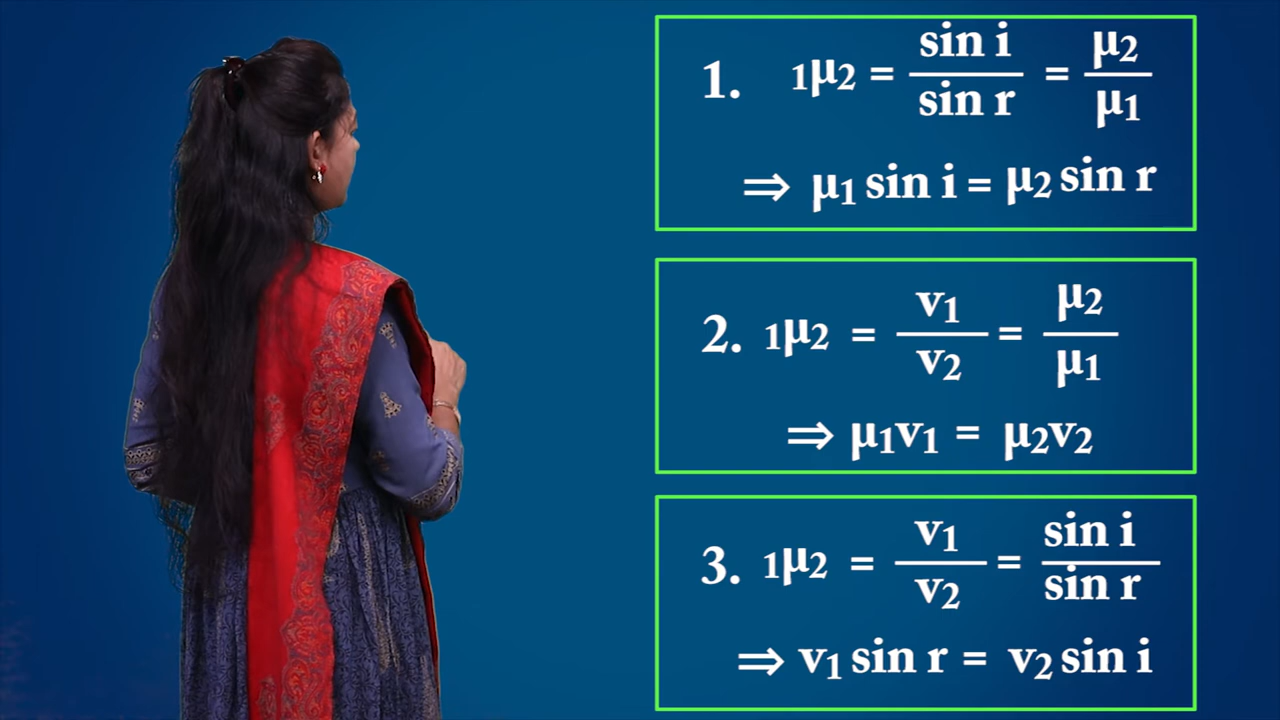 1. ₁μ₂ = sin i / sin r = μ₂ / μ₁
⇒ μ₁ sin i = μ₂ sin r
2. ₁μ₂ = v₁ / v₂ = μ₂ / μ₁
⇒ μ₁v₁ = μ₂v₂
3. ₁μ₂ = v₁ / v₂ = sin i / sin r
⇒ v₁ sin r = v₂ sin i